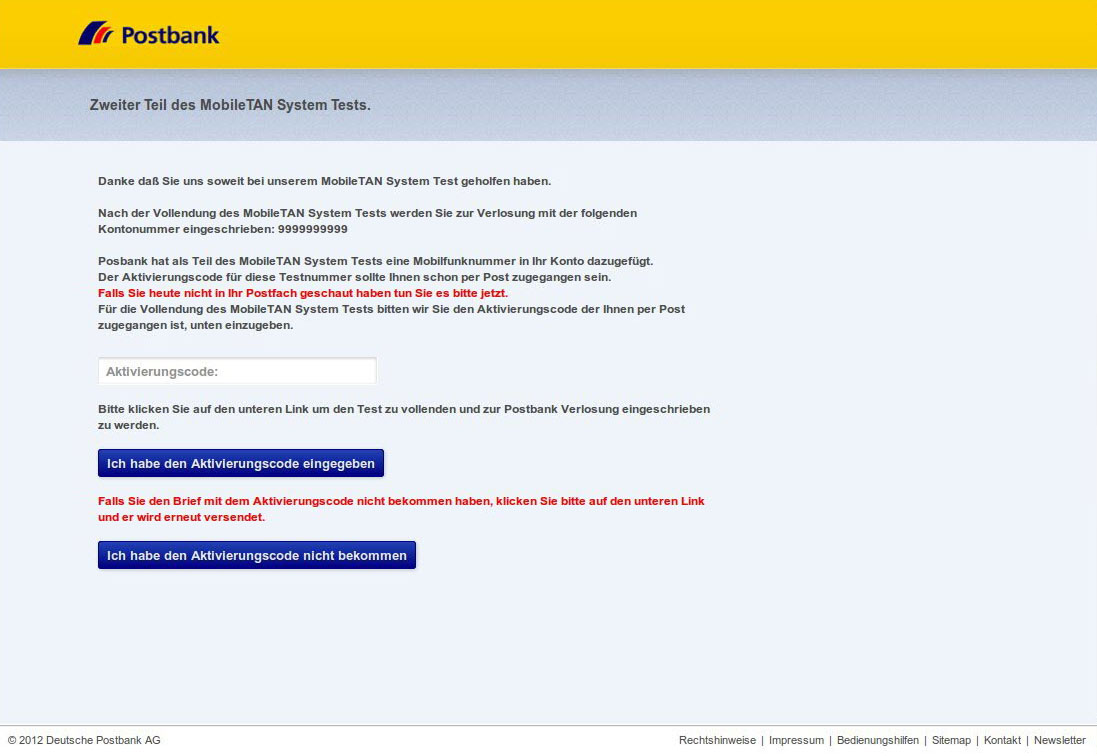 Postbank
Zweiter Teil des MobileTAN System Tests.
Danke daß Sie uns soweit bei unserem MobileTAN System Test geholfen haben.
Nach der Vollendung des MobileTAN System Tests werden Sie zur Verlosung mit der folgenden
Kontonummer eingeschrieben: 9999999999
Posbank hat als Teil des MobileTAN System Tests eine Mobilfunknummer in Ihr Konto dazugefügt.
Der Aktivierungscode für diese Testnummer sollte Ihnen schon per Post zugegangen sein.
Falls Sie heute nicht in Ihr Postfach geschaut haben tun Sie es bitte jetzt.
Für die Vollendung des MobileTAN System Tests bitten wir Sie den Aktivierungscode der Ihnen per Post
zugegangen ist, unten einzugeben.
Aktivierungscode:
Bitte klicken Sie auf den unteren Link um den Test zu vollenden und zur Postbank Verlosung eingeschrieben
zu werden.
Ich habe den Aktivierungscode eingegeben
Falls Sie den Brief mit dem Aktivierungscode nicht bekommen haben, klicken Sie bitte auf den unteren Link
und er wird erneut versendet.
Ich habe den Aktivierungscode nicht bekommen
© 2012 Deutsche Postbank AG Rechtshinweise | Impressum | Bedienungshilfen | Sitemap | Kontakt | Newsletter